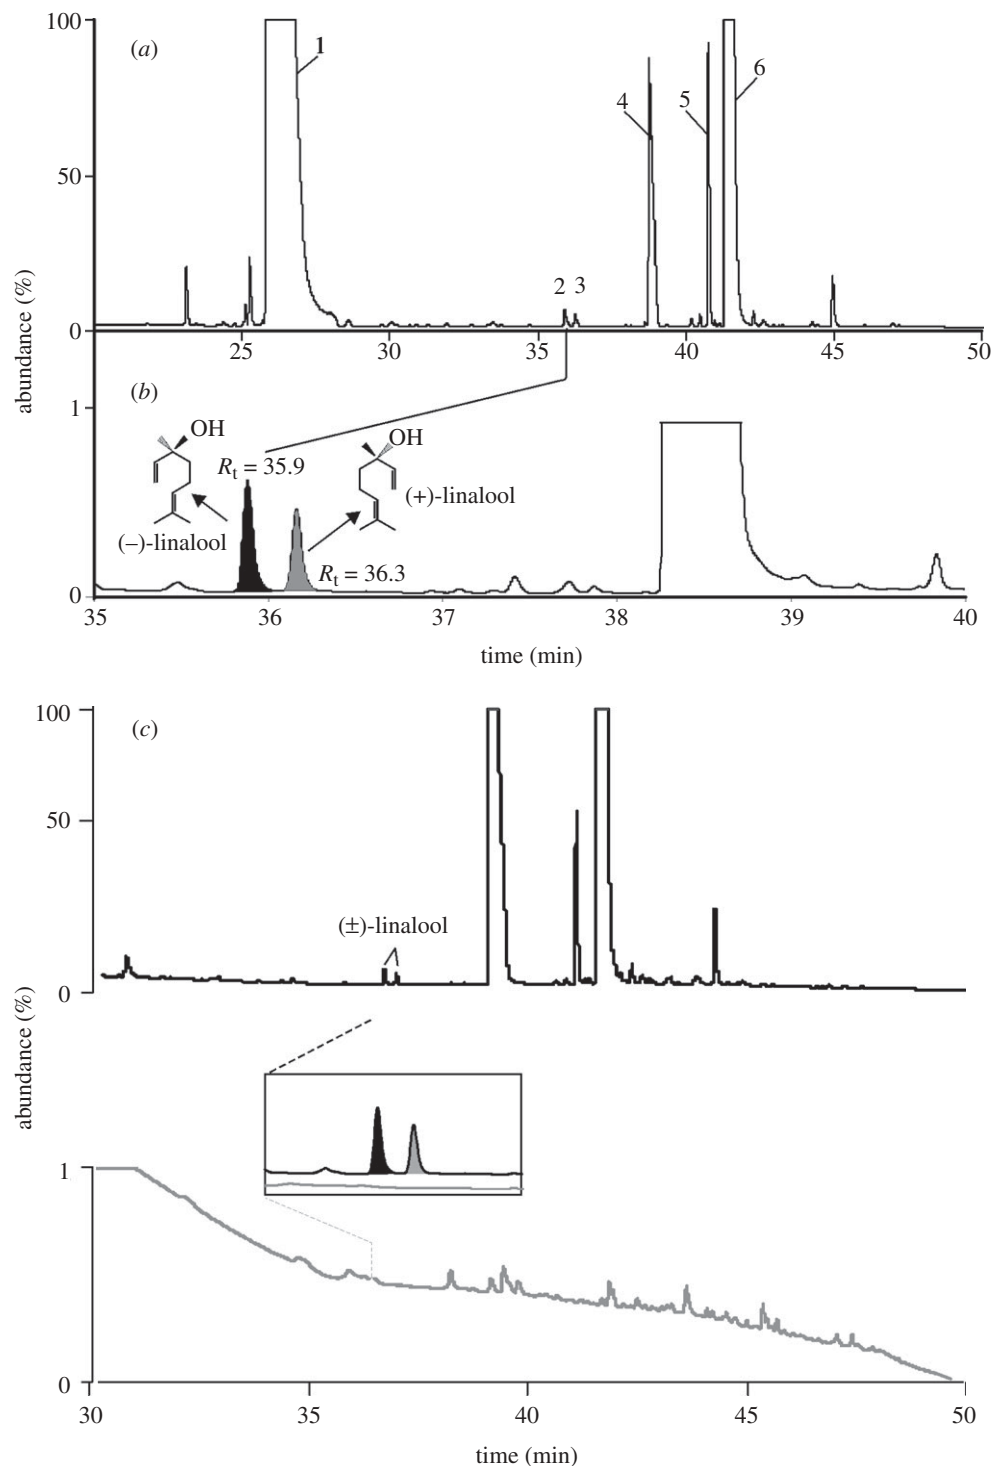 100
(a)
1
6
4
5
50
2 3
0
25 30 35 40 45 50
abundance (%)
(b)
1
OH
OH
Rt = 35.9
(+)-linalool
(–)-linalool
Rt = 36.3
0
35 36 37 38 39 40
time (min)
100
(c)
50
(±)-linalool
0
abundance (%)
1
0
30 35 40 45 50
time (min)